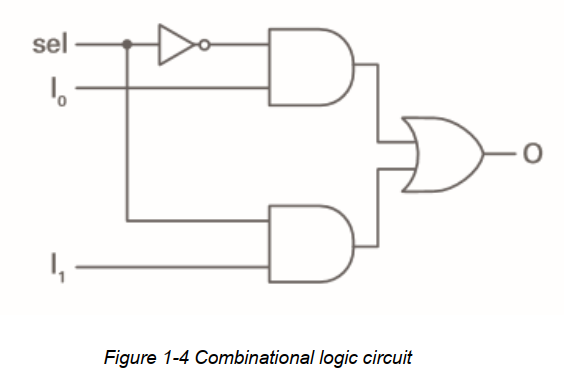 sel
I₀
O
I₁
Figure 1-4 Combinational logic circuit